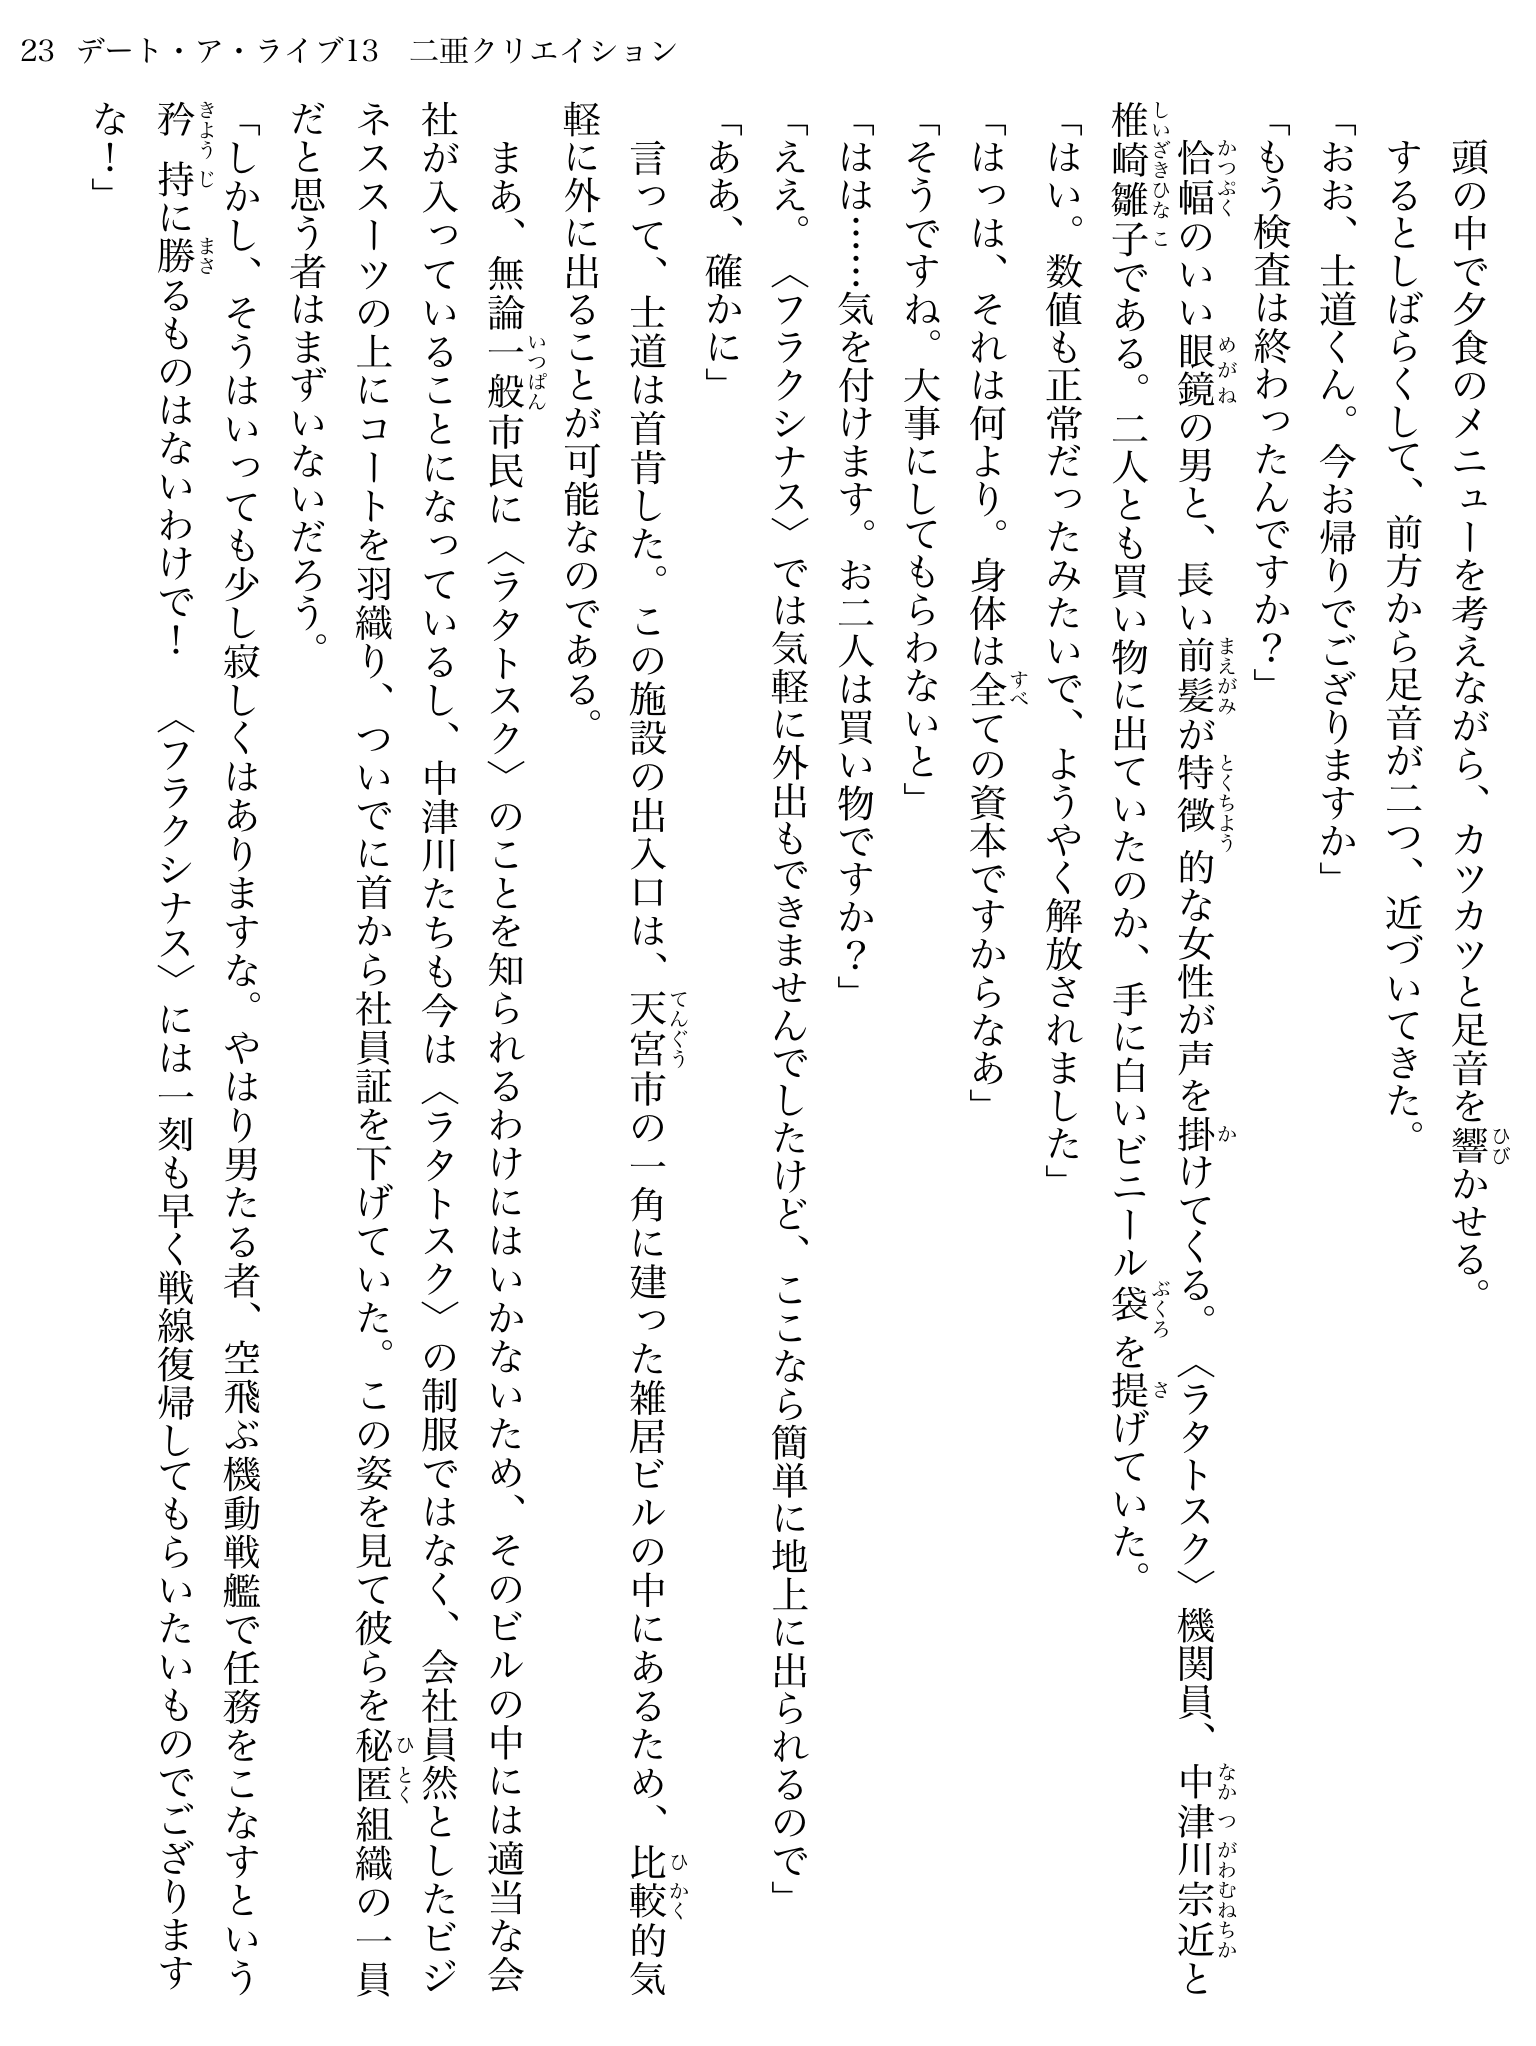 23 デート・ア・ライブ13　二亜クリエイション
　頭の中で夕食のメニューを考えながら、カツカツと足音を響かせる。
　するとしばらくして、前方から足音が二つ、近づいてきた。
「おお、士道くん。今お帰りでござりますか」
「もう検査は終わったんですか？」
　恰幅のいい眼鏡の男と、長い前髪が特徴的な女性が声を掛けてくる。〈ラタトスク〉機関員、中津川宗近と
椎崎雛子である。二人とも買い物に出ていたのか、手に白いビニール袋を提げていた。
「はい。数値も正常だったみたいで、ようやく解放されました」
「はっは、それは何より。身体は全ての資本ですからなあ」
「そうですね。大事にしてもらわないと」
「はは……気を付けます。お二人は買い物ですか？」
「ええ。〈フラクシナス〉では気軽に外出もできませんでしたけど、ここなら簡単に地上に出られるので」
「ああ、確かに」
　言って、士道は首肯した。この施設の出入口は、天宮市の一角に建った雑居ビルの中にあるため、比較的気
軽に外に出ることが可能なのである。
　まあ、無論一般市民に〈ラタトスク〉のことを知られるわけにはいかないため、そのビルの中には適当な会
社が入っていることになっているし、中津川たちも今は〈ラタトスク〉の制服ではなく、会社員然としたビジ
ネススーツの上にコートを羽織り、ついでに首から社員証を下げていた。この姿を見て彼らを秘匿組織の一員
だと思う者はまずいないだろう。
「しかし、そうはいっても少し寂しくはありますな。やはり男たる者、空飛ぶ機動戦艦で任務をこなすという
矜持に勝るものはないわけで！　〈フラクシナス〉には一刻も早く戦線復帰してもらいたいものでござります
な！」